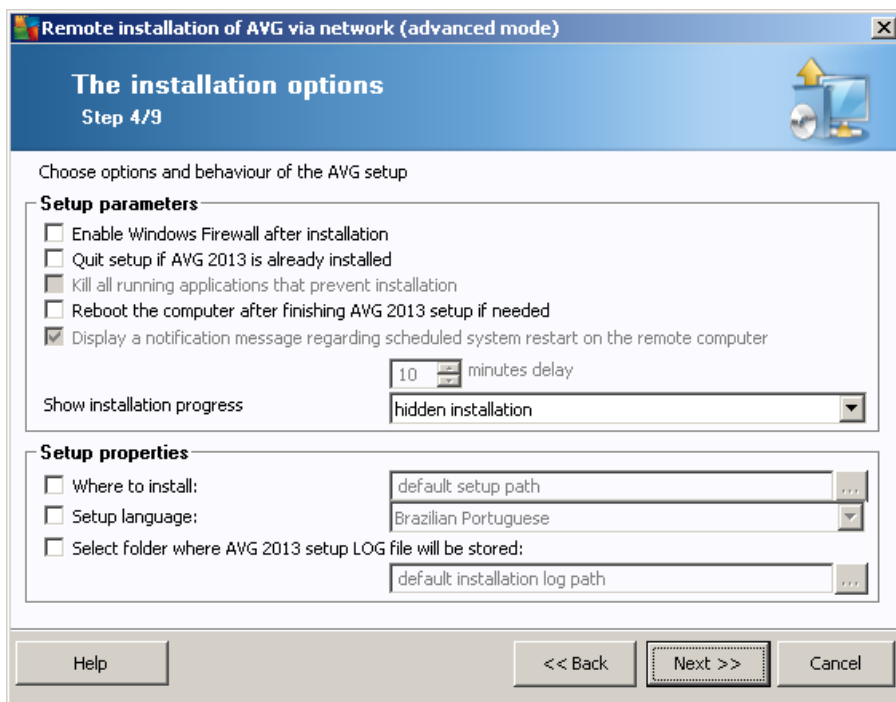 Remote installation of AVG via network (advanced mode)
The installation options
Step 4/9
Choose options and behaviour of the AVG setup
Setup parameters
Enable Windows Firewall after installation
Quit setup if AVG 2013 is already installed
Kill all running applications that prevent installation
Reboot the computer after finishing AVG 2013 setup if needed
Display a notification message regarding scheduled system restart on the remote computer
10 minutes delay
Show installation progress hidden installation
Setup properties
Where to install: default setup path ...
Setup language: Brazilian Portuguese
Select folder where AVG 2013 setup LOG file will be stored:
default installation log path ...
Help << Back Next >> Cancel